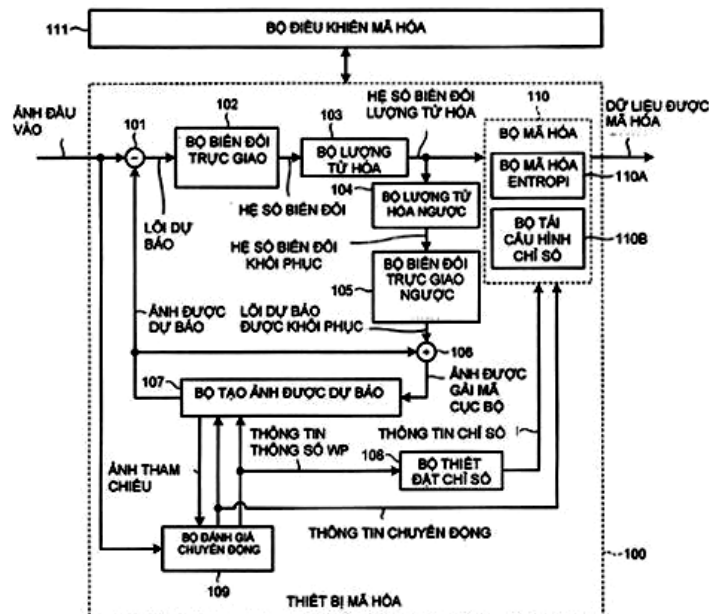 111
BỘ ĐIỀU KHIỂN MÃ HÓA
ẢNH ĐẦU
VÀO
101
102
BỘ BIẾN ĐỔI
TRỰC GIAO
103
BỘ LƯỢNG
TỬ HÓA
HỆ SỐ BIẾN ĐỔI
LƯỢNG TỬ HÓA
110
BỘ MÃ HÓA
DỮ LIỆU ĐƯỢC
MÃ HÓA
BỘ MÃ HÓA
ENTROPI
110A
BỘ TÁI
CẤU HÌNH
CHỈ SỐ
110B
LỖI DỰ
BÁO
HỆ SỐ BIẾN ĐỔI
104
BỘ LƯỢNG TỬ
HÓA NGƯỢC
HỆ SỐ BIẾN ĐỔI
KHÔI PHỤC
105
BỘ BIẾN ĐỔI
TRỰC GIAO
NGƯỢC
ẢNH ĐƯỢC
DỰ BÁO
LỖI DỰ BÁO
ĐƯỢC KHÔI PHỤC
106
107
BỘ TẠO ẢNH ĐƯỢC DỰ BÁO
ẢNH ĐƯỢC
GẢI MÃ
CỤC BỘ
THÔNG TIN
THÔNG SỐ WP
THÔNG TIN CHỈ SỐ
108
BỘ THIẾT
ĐẶT CHỈ SỐ
ẢNH THAM
CHIẾU
BỘ ĐÁNH GIÁ
CHUYỂN ĐỘNG
109
THÔNG TIN CHUYỂN ĐỘNG
100
THIẾT BỊ MÃ HÓA